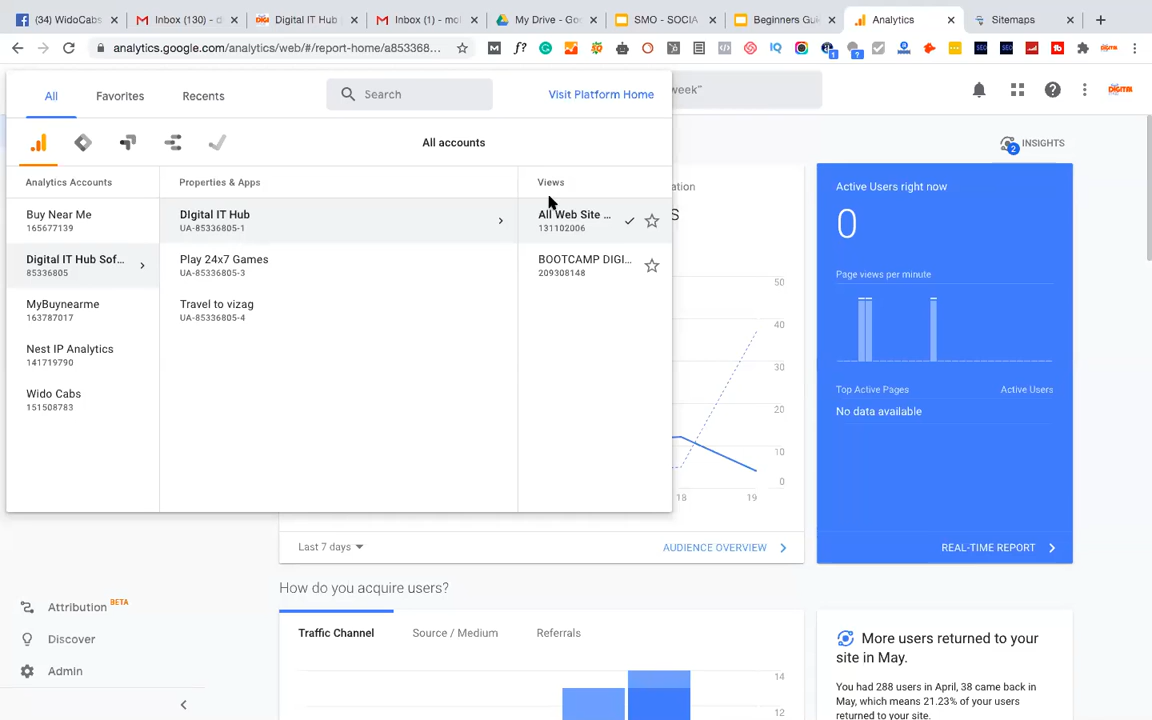 (34) WidoCabs
Inbox (130) - d
Digital IT Hub
Inbox (1) - mo
My Drive - Goo
SMO - SOCIA
Beginners Gui
Analytics
Sitemaps
analytics.google.com/analytics/web/#/report-home/a853368...
All
Favorites
Recents
Search
Visit Platform Home
week"
All accounts
INSIGHTS
2
Analytics Accounts
Properties & Apps
Views
Buy Near Me
165677139
Digital IT Hub Sof...
85336805
MyBuynearme
163787017
Nest IP Analytics
141719790
Wido Cabs
151508783
DIgital IT Hub
UA-85336805-1
Play 24x7 Games
UA-85336805-3
Travel to vizag
UA-85336805-4
All Web Site ...
131102006
BOOTCAMP DIGI...
209308148
ation
s
50
40
30
20
10
0
18
19
Active Users right now
0
Page views per minute
Top Active Pages
Active Users
No data available
REAL-TIME REPORT
Last 7 days
AUDIENCE OVERVIEW
How do you acquire users?
Traffic Channel
Source / Medium
Referrals
14
12
Attribution BETA
Discover
Admin
More users returned to your
site in May.
You had 288 users in April, 38 came back in
May, which means 21.23% of your users
returned to your site.